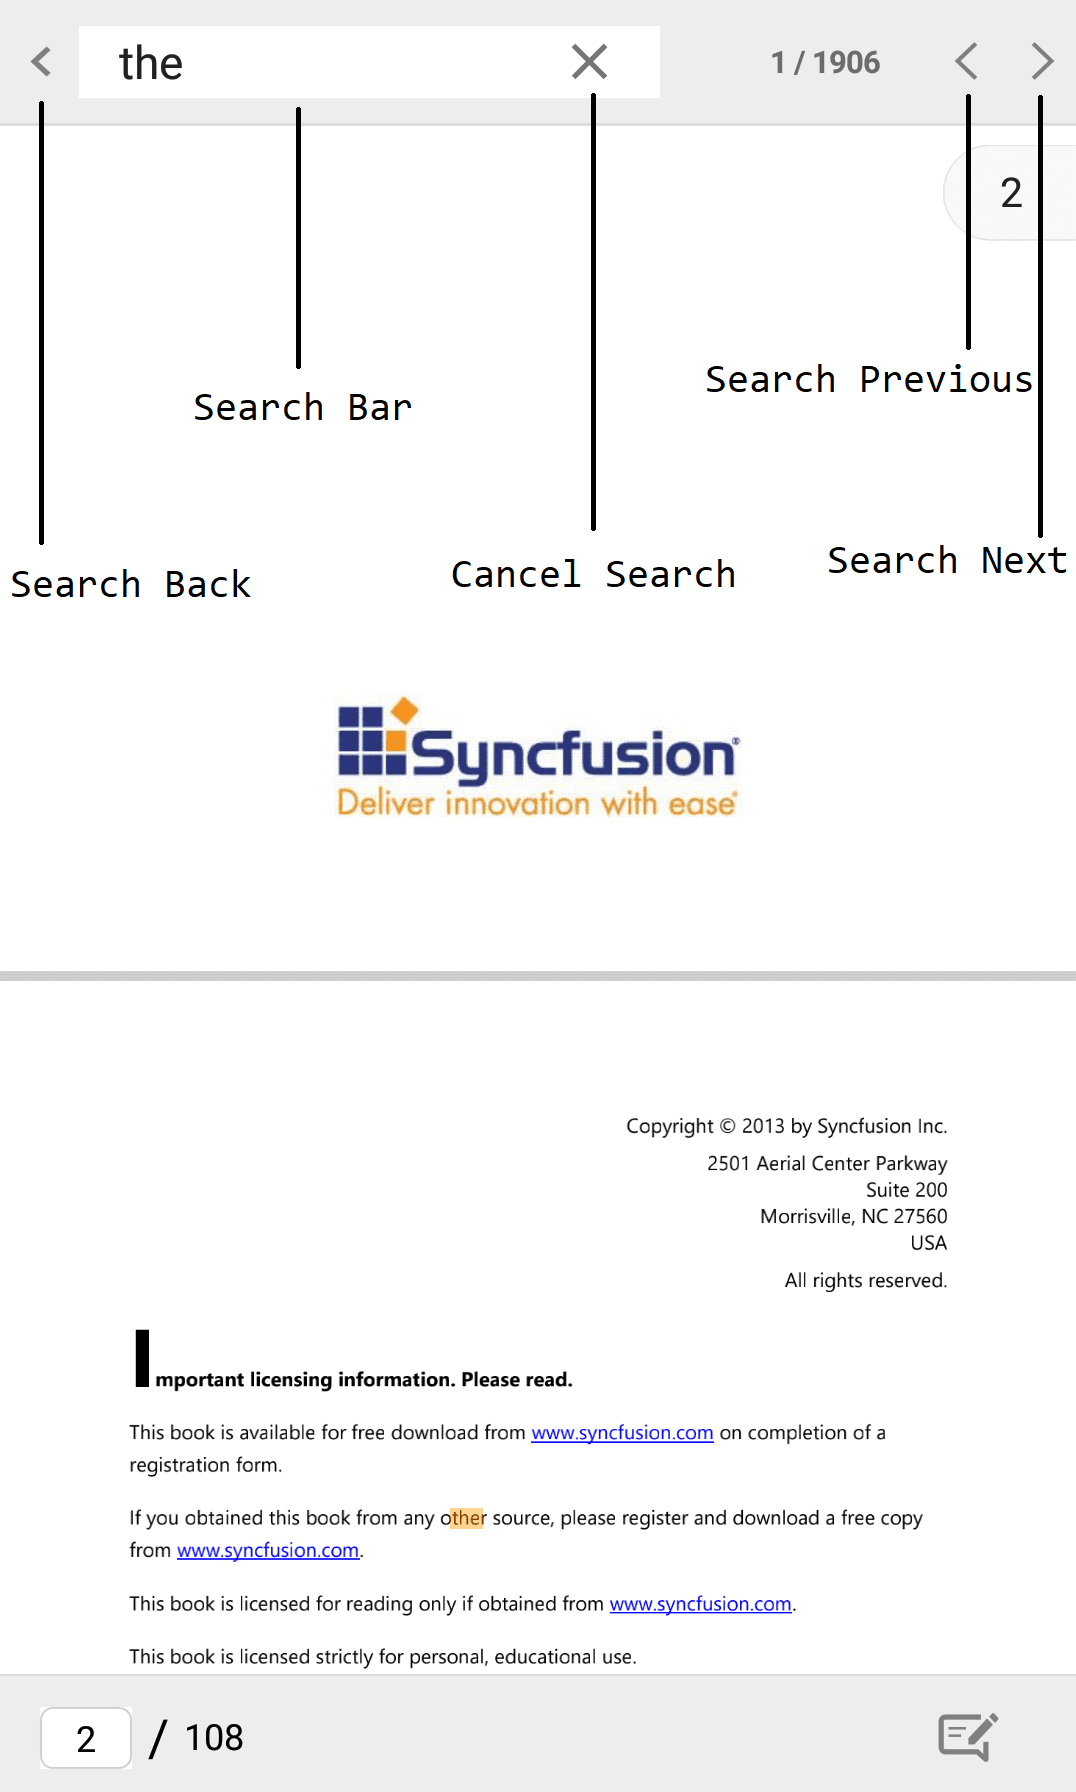 the
1 / 1906
2
Search Previous
Search Bar
Search Next
Cancel Search
Search Back
Syncfusion®
Deliver innovation with ease®
Copyright © 2013 by Syncfusion Inc.
2501 Aerial Center Parkway
Suite 200
Morrisville, NC 27560
USA
All rights reserved.
Important licensing information. Please read.
This book is available for free download from www.syncfusion.com on completion of a
registration form.
If you obtained this book from any other source, please register and download a free copy
from www.syncfusion.com.
This book is licensed for reading only if obtained from www.syncfusion.com.
This book is licensed strictly for personal, educational use.
2 / 108